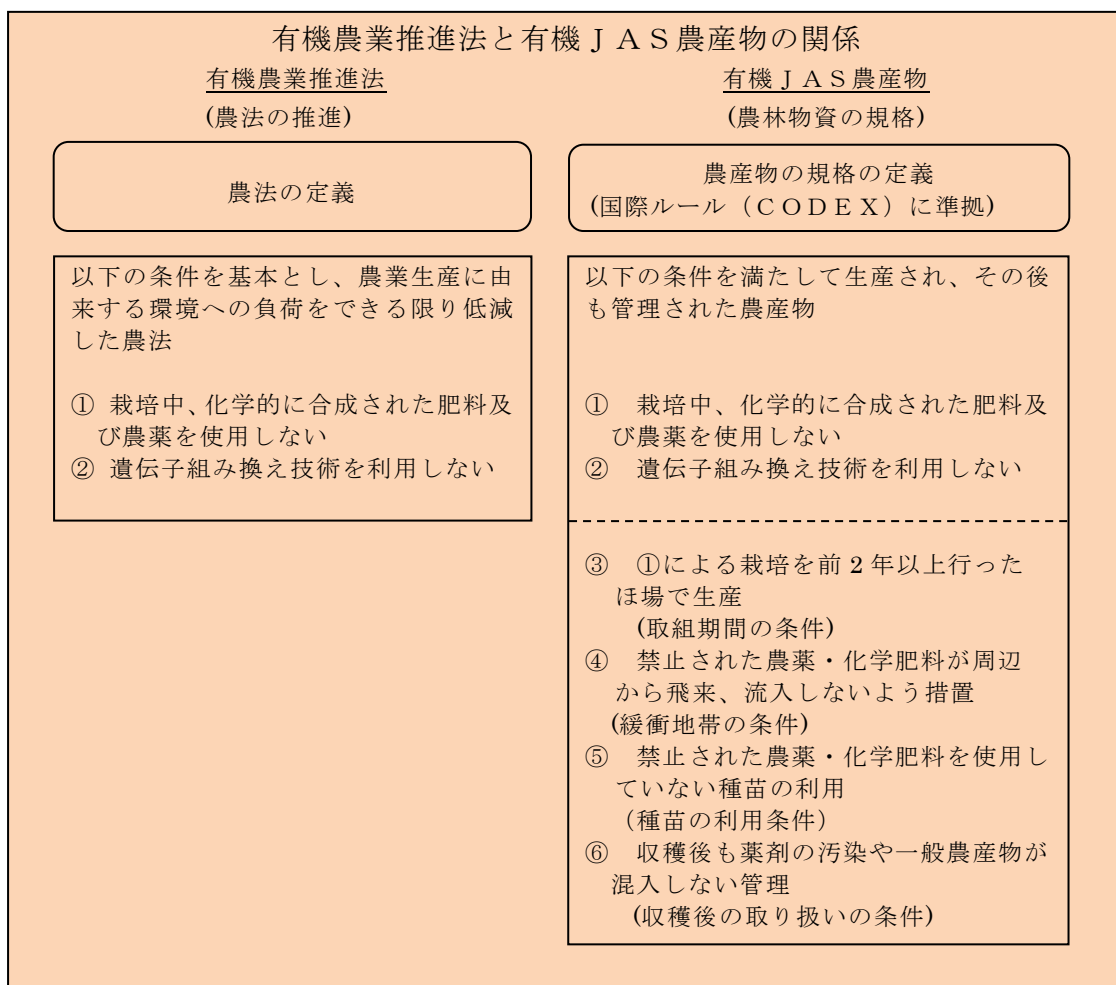 有機農業推進法と有機ＪＡＳ農産物の関係
有機農業推進法
(農法の推進)
農法の定義
以下の条件を基本とし、農業生産に由
来する環境への負荷をできる限り低減
した農法
① 栽培中、化学的に合成された肥料及
び農薬を使用しない
② 遺伝子組み換え技術を利用しない
有機ＪＡＳ農産物
(農林物資の規格)
農産物の規格の定義
(国際ルール（ＣＯＤＥＸ）に準拠)
以下の条件を満たして生産され、その後
も管理された農産物
①　栽培中、化学的に合成された肥料及
び農薬を使用しない
②　遺伝子組み換え技術を利用しない
③　①による栽培を前 2 年以上行った
ほ場で生産
(取組期間の条件)
④　禁止された農薬・化学肥料が周辺
から飛来、流入しないよう措置
(緩衝地帯の条件)
⑤　禁止された農薬・化学肥料を使用し
ていない種苗の利用
（種苗の利用条件）
⑥　収穫後も薬剤の汚染や一般農産物が
混入しない管理
(収穫後の取り扱いの条件)